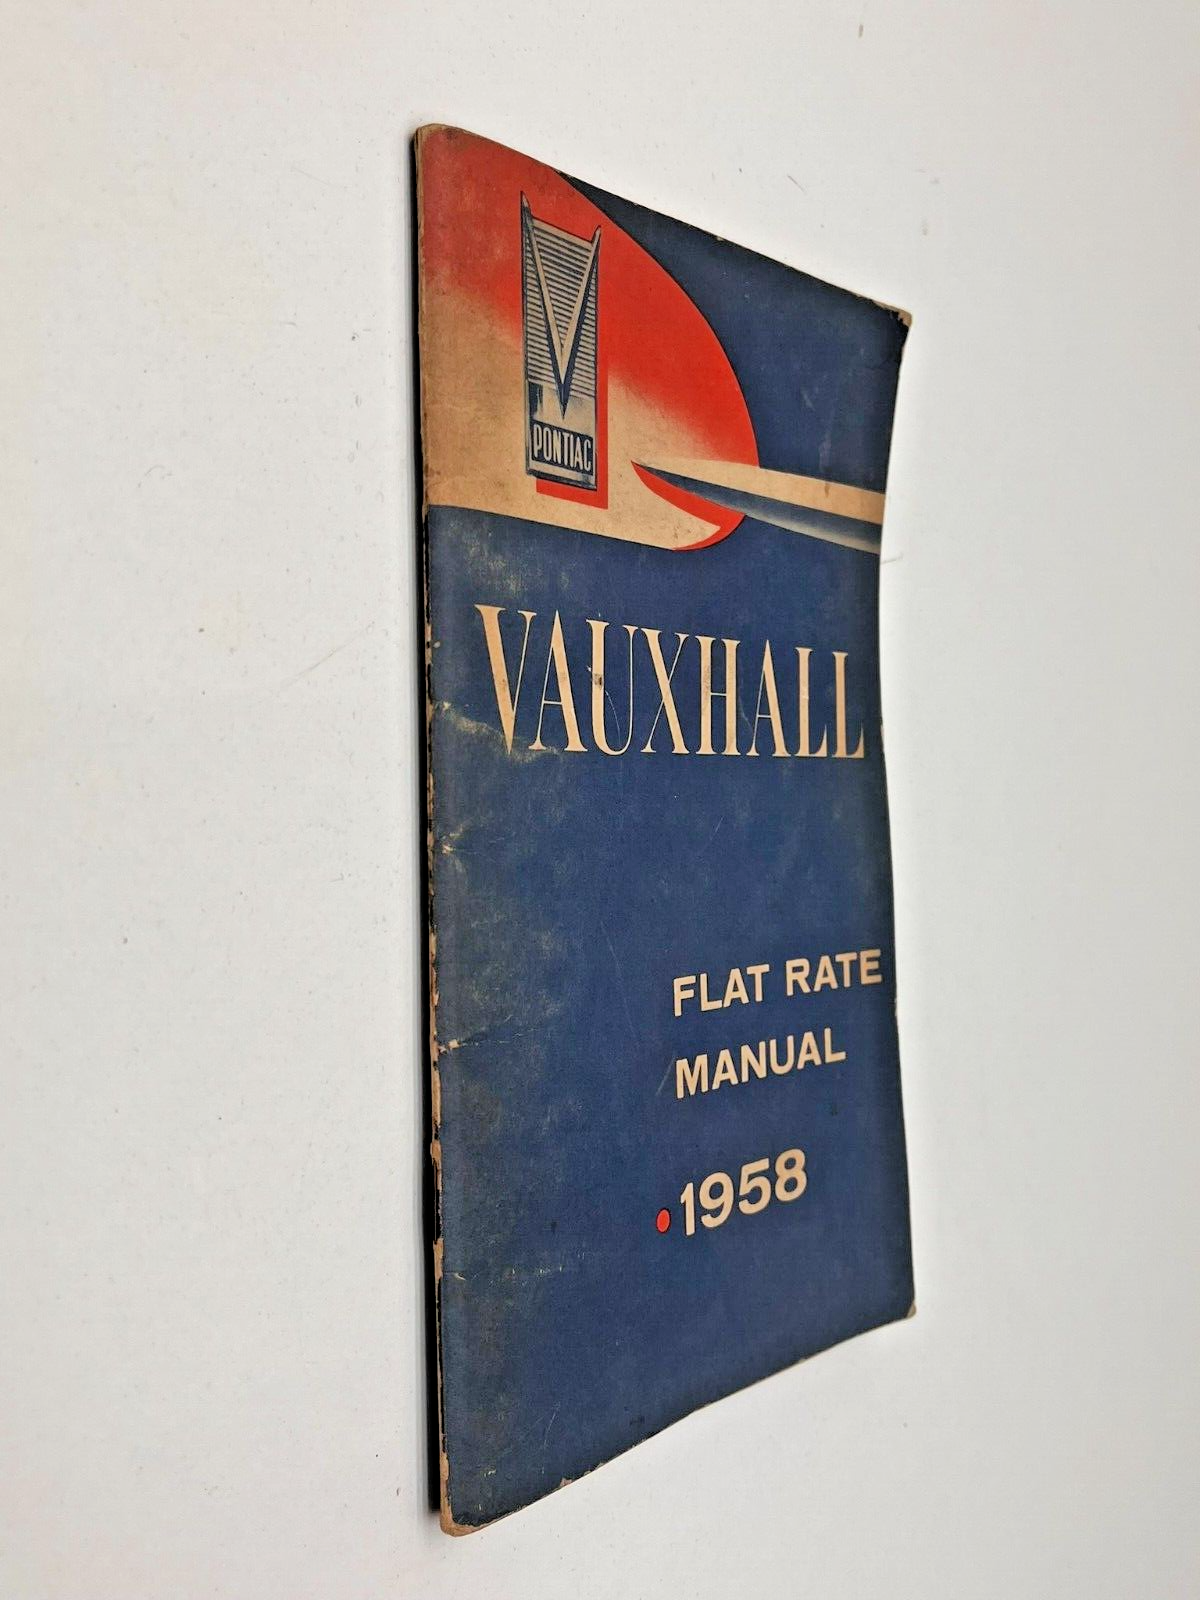 PONTIAC
VAUXHALL
FLAT RATE
MANUAL
1958